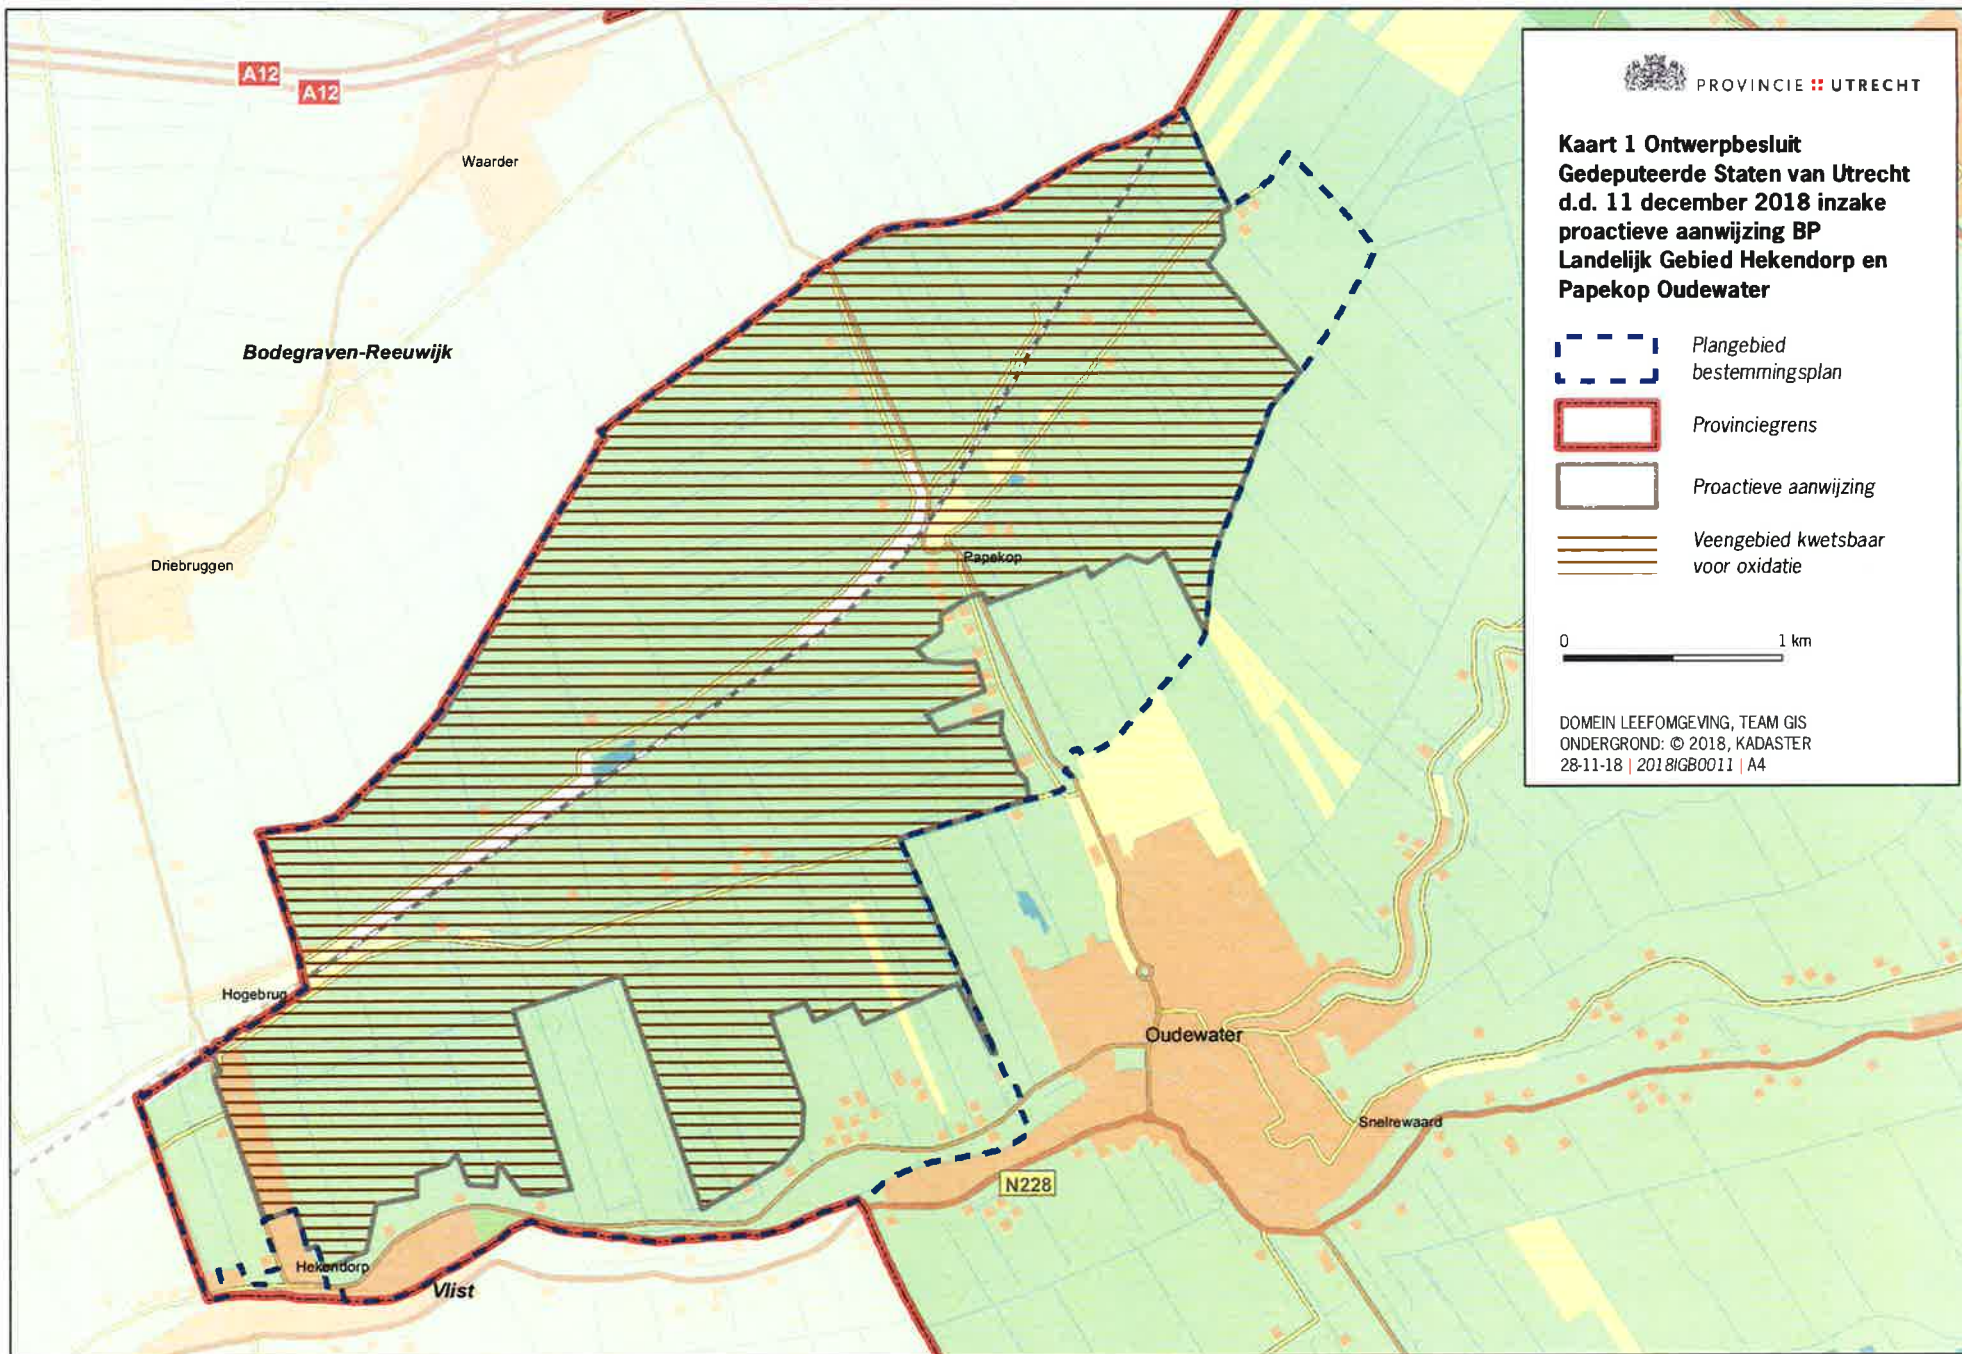 A12
A12
Waarder
Bodegraven-Reeuwijk
Driebruggen
Papekop
Hogebrug
Oudewater
Snelrewaard
N228
Hekendorp
Vlist
PROVINCIE :: UTRECHT
Kaart 1 Ontwerpbesluit
Gedeputeerde Staten van Utrecht
d.d. 11 december 2018 inzake
proactieve aanwijzing BP
Landelijk Gebied Hekendorp en
Papekop Oudewater
Plangebied
bestemmingsplan
Provinciegrens
Proactieve aanwijzing
Veengebied kwetsbaar
voor oxidatie
0 1 km
DOMEIN LEEFOMGEVING, TEAM GIS
ONDERGROND: © 2018, KADASTER
28-11-18 | 2018IGB0011 | A4